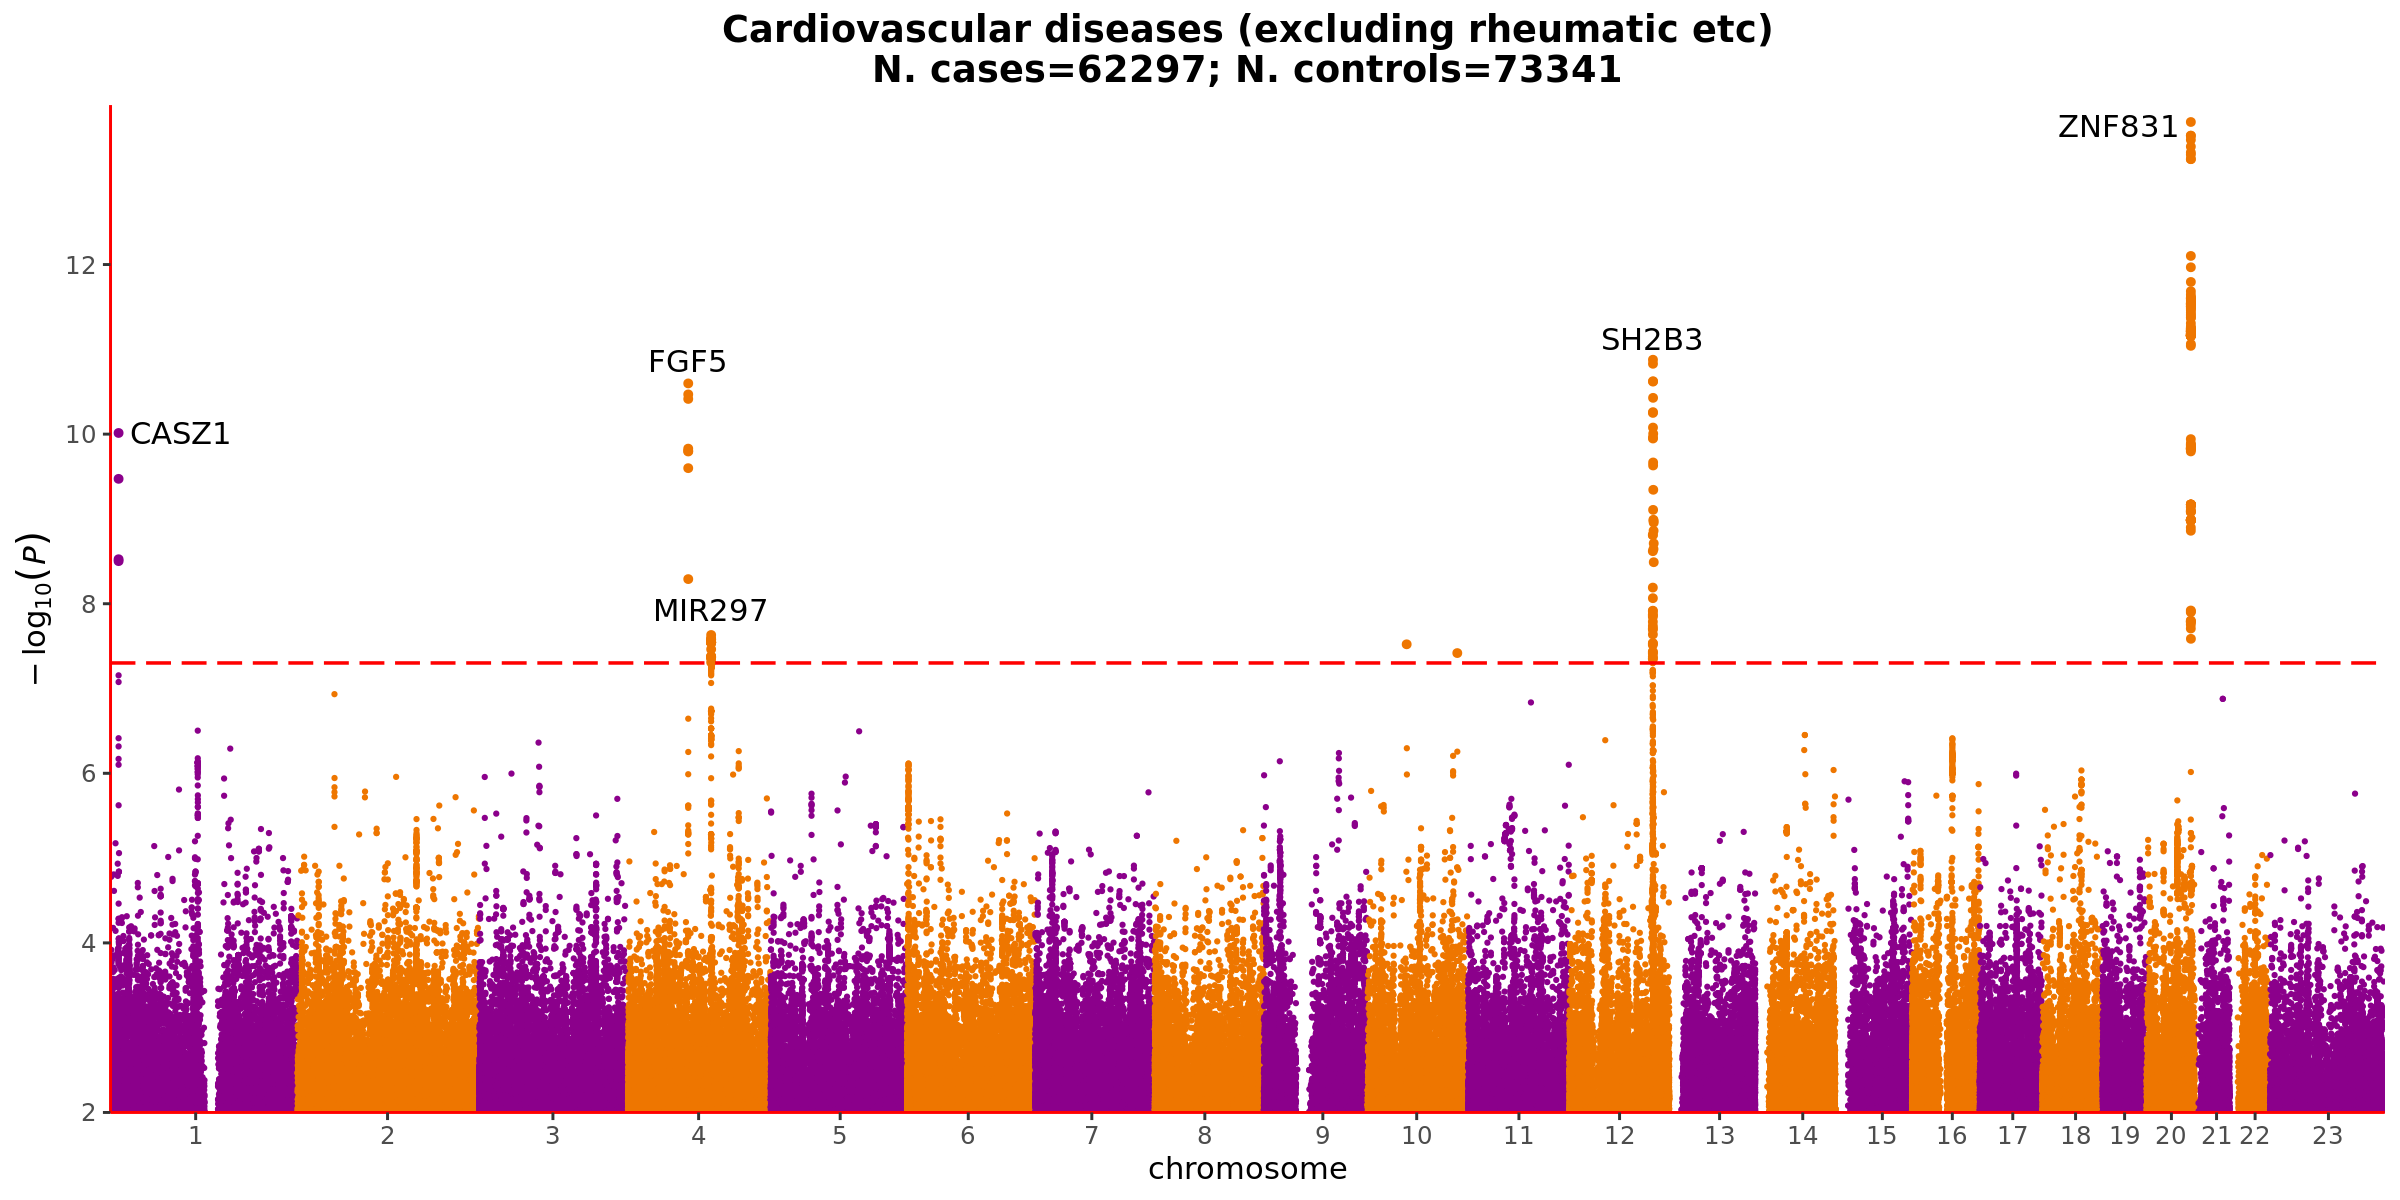 Cardiovascular diseases (excluding rheumatic etc)
N. cases=62297; N. controls=73341
ZNF831
12
SH2B3
FGF5
10
CASZ1
8
MIR297
− log10(P)
6
4
2
1 2 3 4 5 6 7 8 9 10 11 12 13 14 15 16 17 18 19 20 21 22 23
chromosome